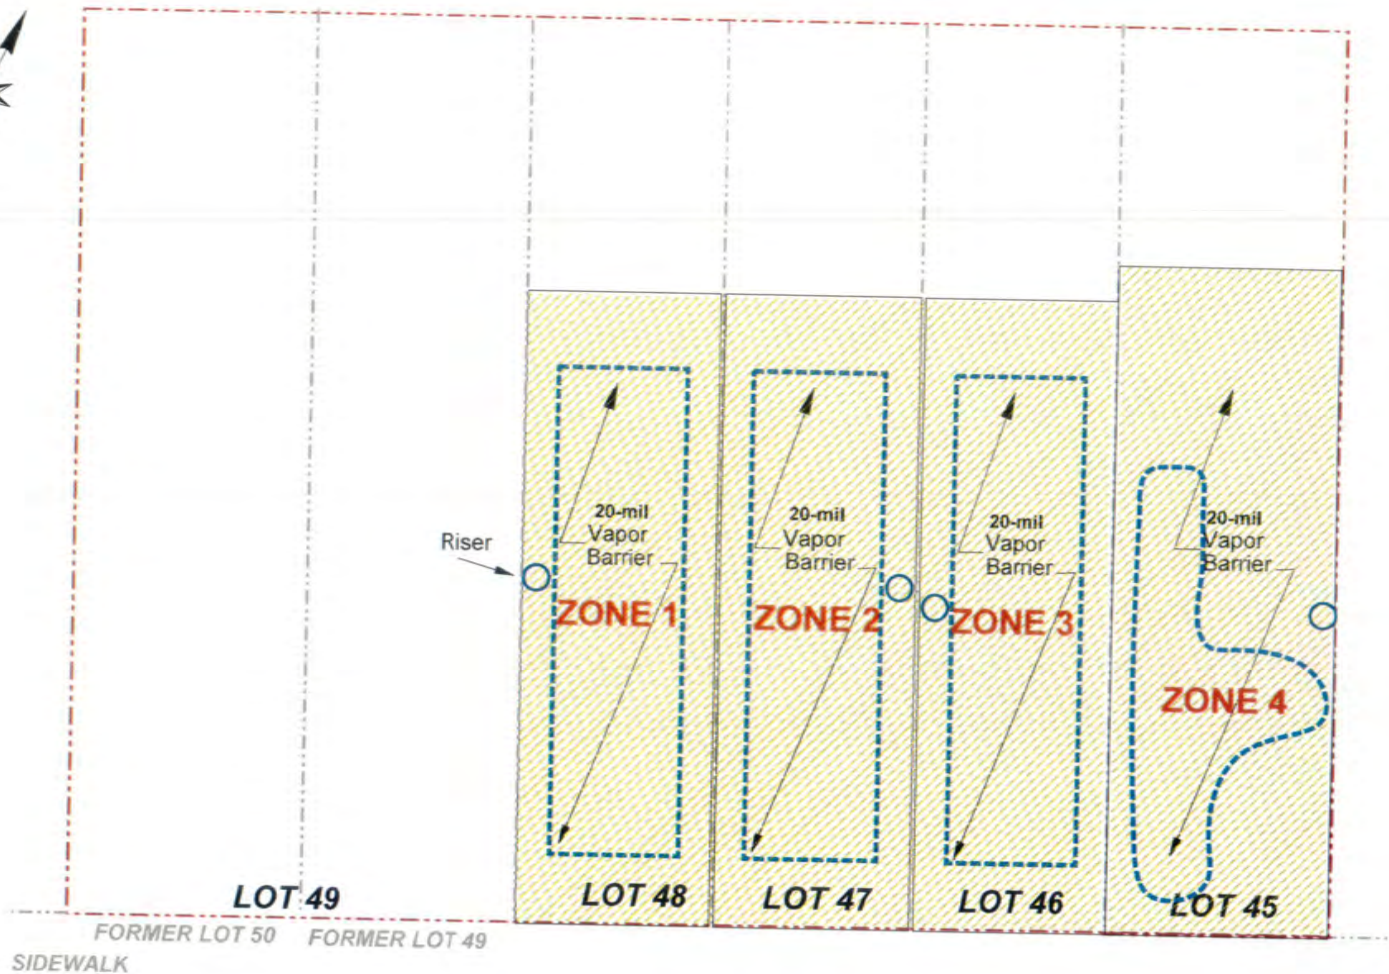 20-mil
Vapor
Barrier
20-mil
Vapor
Barrier
20-mil
Vapor
Barrier
20-mil
Vapor
Barrier
Riser
ZONE 1
ZONE 2
ZONE 3
ZONE 4
LOT 49
LOT 48
LOT 47
LOT 46
LOT 45
FORMER LOT 50
FORMER LOT 49
SIDEWALK